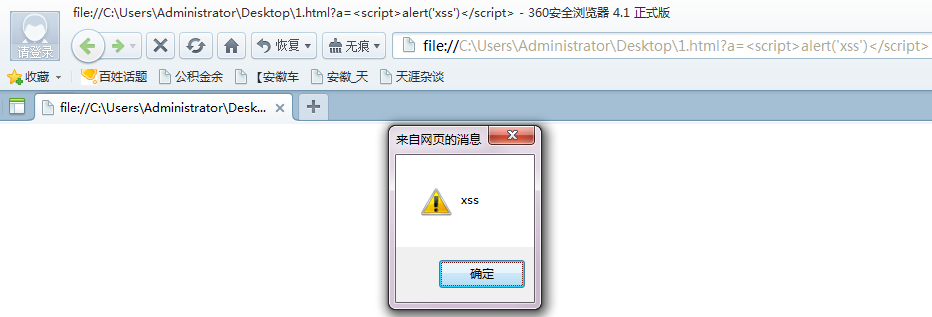 file://C:\Users\Administrator\Desktop\1.html?a=<script>alert('xss')</script> - 360安全浏览器 4.1 正式版
请登录
恢复 无痕 file://C:\Users\Administrator\Desktop\1.html?a=<script>alert('xss')</script>
收藏 百姓话题 公积金余 【安徽车 安徽_天 天涯杂谈
file://C:\Users\Administrator\Desk...
来自网页的消息
xss
确定